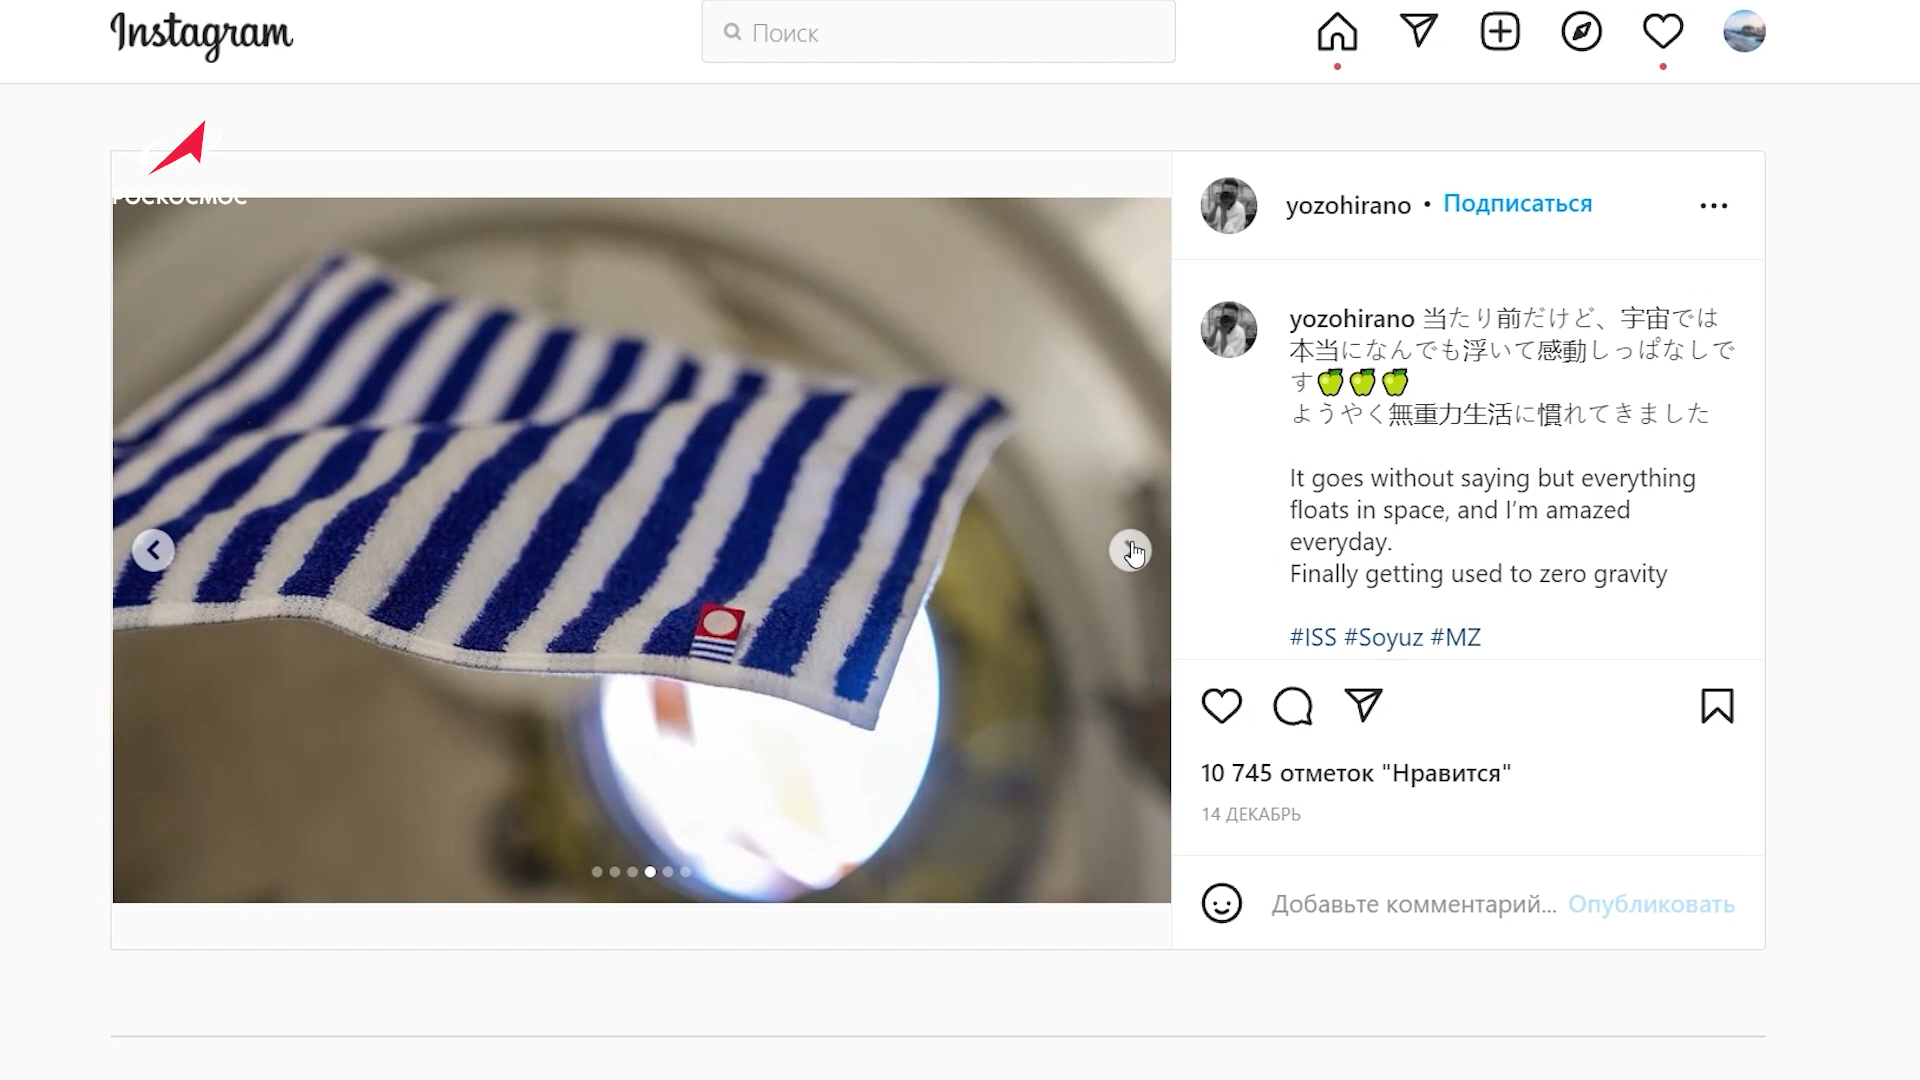 Instagram
Поиск
РОСКОСМОС
yozohirano • Подписаться
yozohirano 当たり前だけど、宇宙では
本当になんでも浮いて感動しっぱなしで
す🍏🍏🍏
ようやく無重力生活に慣れてきました
It goes without saying but everything
floats in space, and I’m amazed
everyday.
Finally getting used to zero gravity
#ISS #Soyuz #MZ
10 745 отметок "Нравится"
14 ДЕКАБРЬ
Добавьте комментарий... Опубликовать